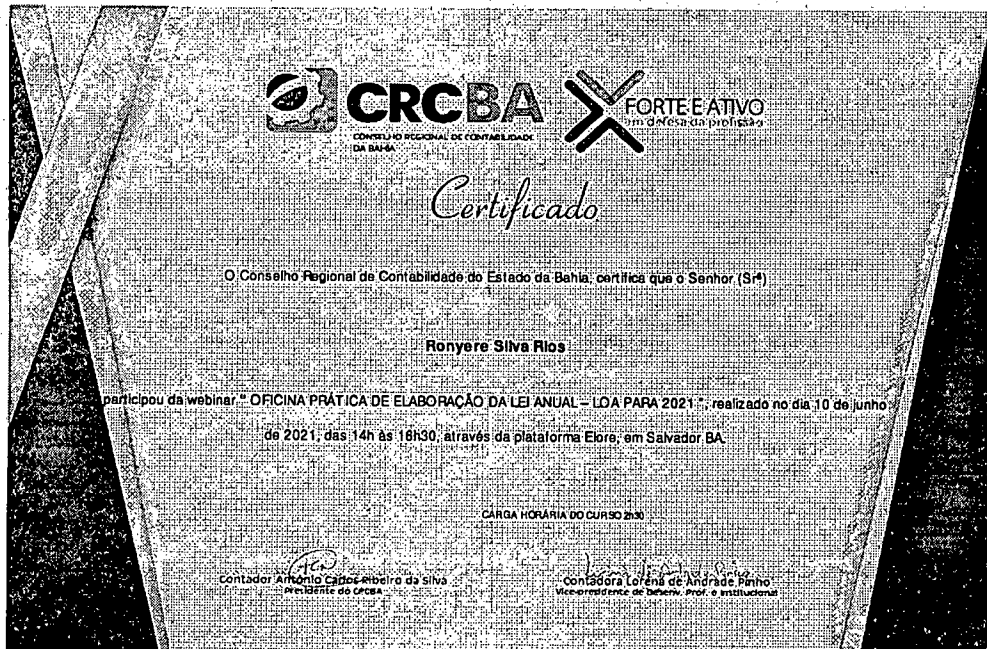 CRCBA
CONSELHO REGIONAL DE CONTABILIDADE
DA BAHIA
FORTE E ATIVO
em defesa da profissão
Certificado
O Conselho Regional de Contabilidade do Estado da Bahia, certifica que o Senhor (Srª)
Ronyere Silva Rios
participou da webinar " OFICINA PRÁTICA DE ELABORAÇÃO DA LEI ANUAL – LOA PARA 2021 ", realizado no dia 10 de junho
de 2021, das 14h às 16h30, através da plataforma Elore, em Salvador BA.
CARGA HORÁRIA DO CURSO 2h30
Contador Antonio Carlos Ribeiro da Silva
Presidente do CRCBA
Contadora Lorena de Andrade Pinho
Vice-presidente de Desenv. Prof. e Institucional